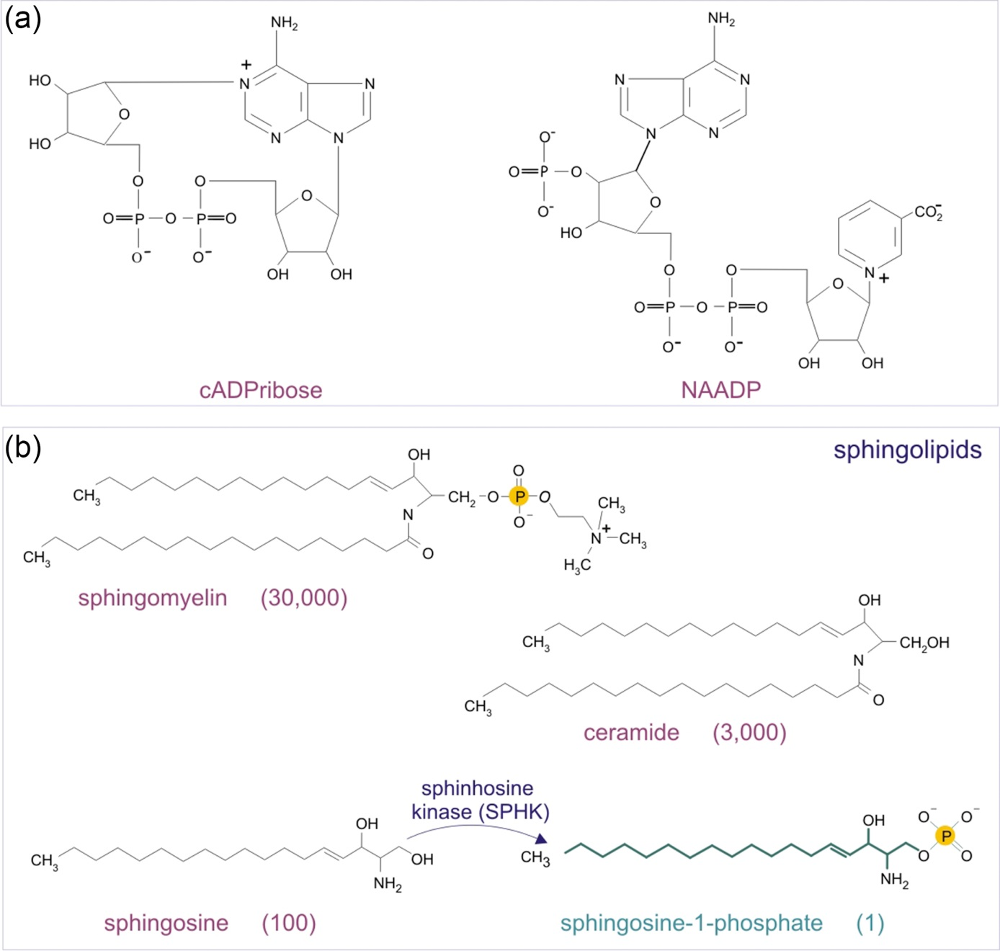 (a)
NH₂
HO
+
N
N
O
HO
N
N
O
O
O
O=P–O–P=O
O⁻
O⁻
OH
OH
cADPribose
NH₂
N
N
N
N
O⁻
O=P–O
O
O⁻
HO
CO₂⁻
O
O
N
+
O
O=P–O–P=O
O⁻
O⁻
OH
OH
NAADP
(b)
sphingolipids
OH
O
CH₃
CH₂–O–P–O
O⁻
N
CH₃
N⁺–CH₃
H₃C
CH₃
O
sphingomyelin (30,000)
OH
CH₃
CH₂OH
N
CH₃
O
ceramide (3,000)
sphinhosine
kinase (SPHK)
OH
CH₃
OH
NH₂
OH
O⁻
O⁻
P
CH₃
O
O
NH₂
sphingosine (100)
sphingosine-1-phosphate (1)